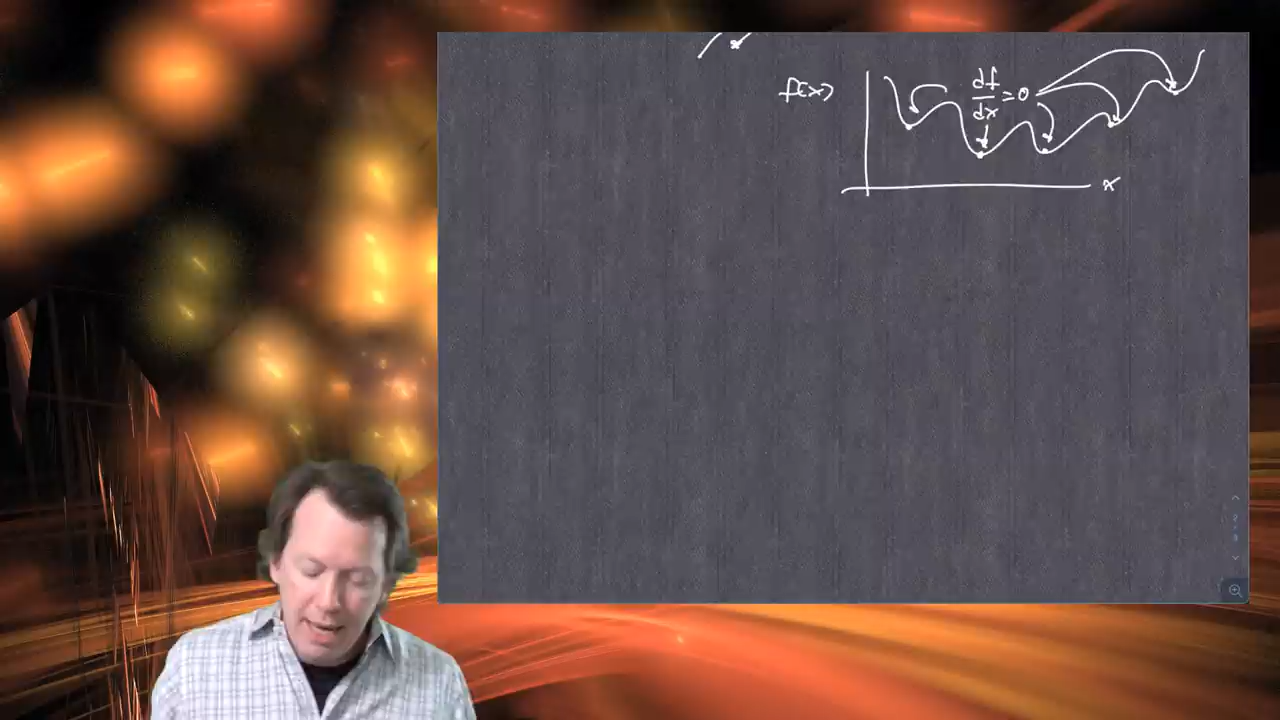 f(x)
df/dx = 0
x